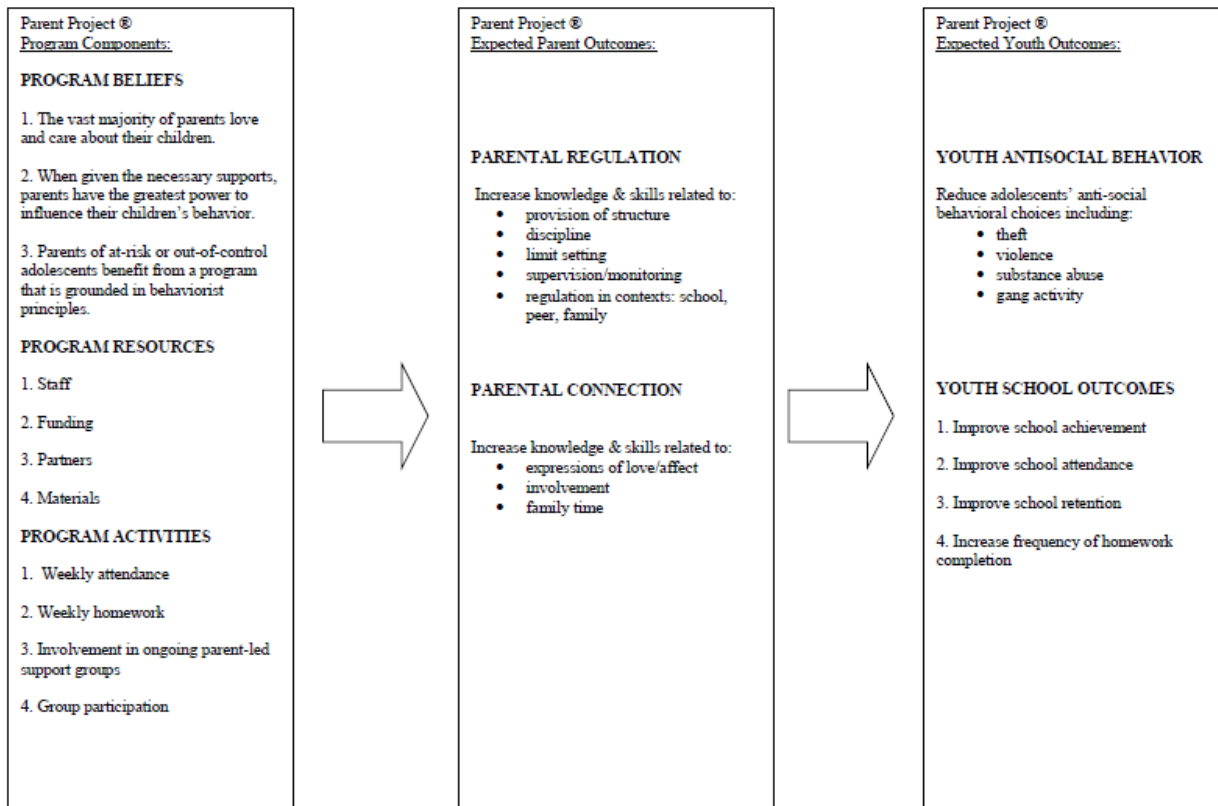 Parent Project ®
Program Components:
PROGRAM BELIEFS
1. The vast majority of parents love
and care about their children.
2. When given the necessary supports,
parents have the greatest power to
influence their children's behavior.
3. Parents of at-risk or out-of-control
adolescents benefit from a program
that is grounded in behaviorist
principles.
PROGRAM RESOURCES
1. Staff
2. Funding
3. Partners
4. Materials
PROGRAM ACTIVITIES
1. Weekly attendance
2. Weekly homework
3. Involvement in ongoing parent-led
support groups
4. Group participation
Parent Project ®
Expected Parent Outcomes:
PARENTAL REGULATION
Increase knowledge & skills related to:
• provision of structure
• discipline
• limit setting
• supervision/monitoring
• regulation in contexts: school,
peer, family
PARENTAL CONNECTION
Increase knowledge & skills related to:
• expressions of love/affect
• involvement
• family time
Parent Project ®
Expected Youth Outcomes:
YOUTH ANTISOCIAL BEHAVIOR
Reduce adolescents' anti-social
behavioral choices including:
• theft
• violence
• substance abuse
• gang activity
YOUTH SCHOOL OUTCOMES
1. Improve school achievement
2. Improve school attendance
3. Improve school retention
4. Increase frequency of homework
completion